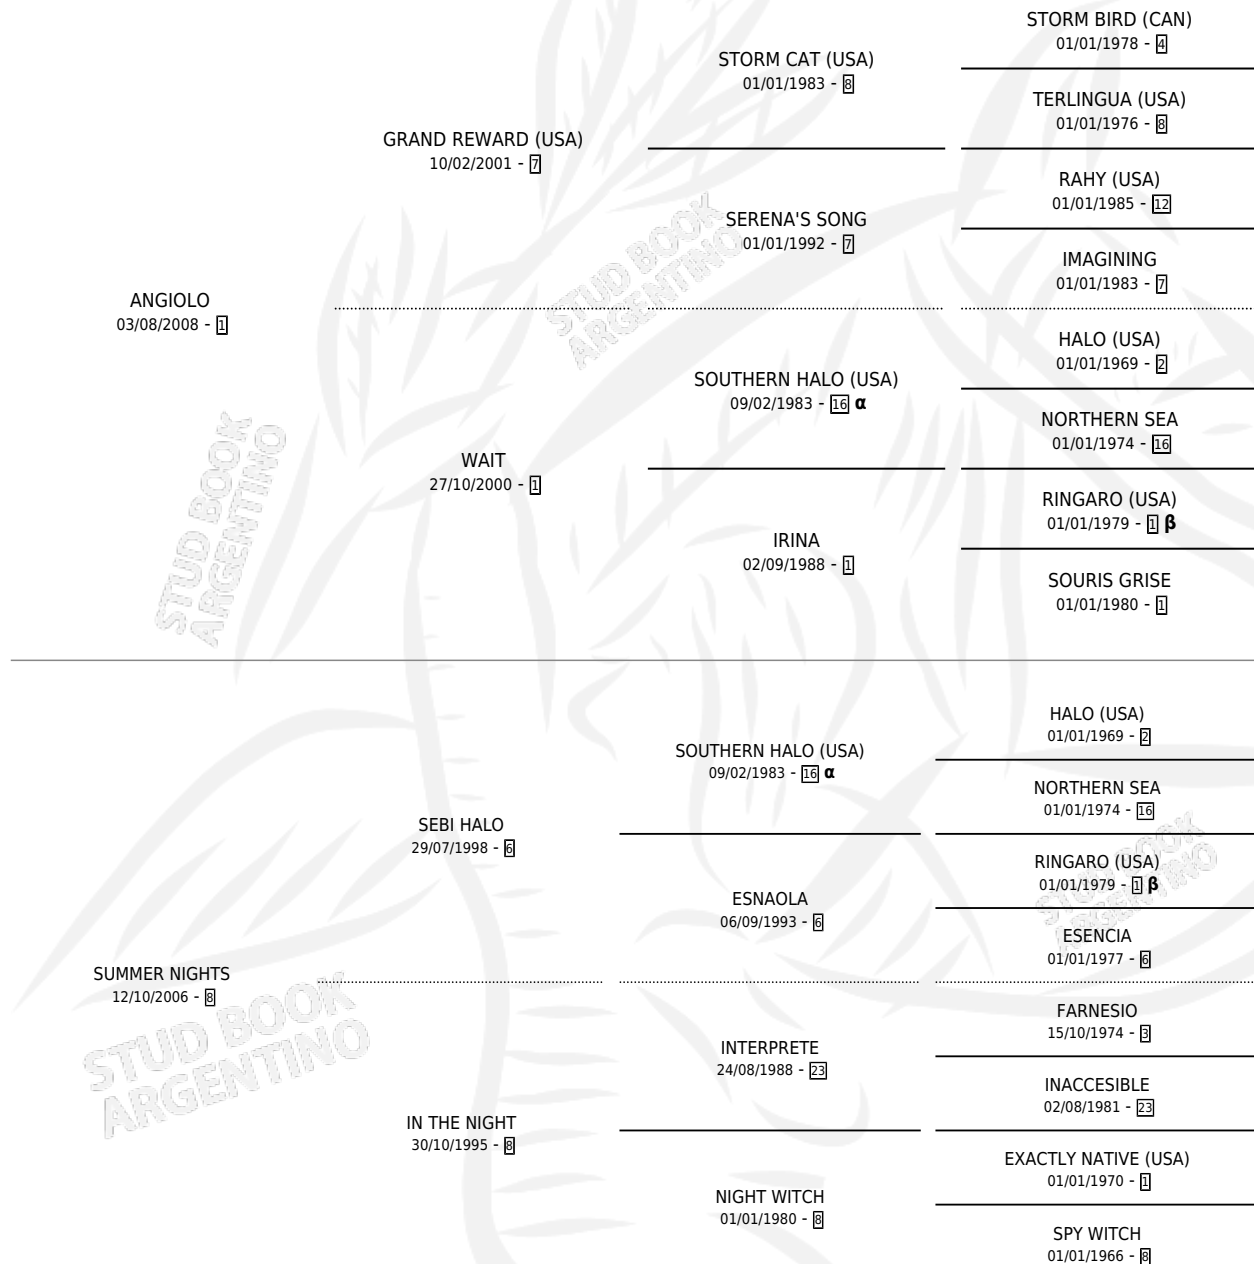 STORM BIRD (CAN)
01/01/1978 - 4
STORM CAT (USA)
01/01/1983 - 8
TERLINGUA (USA)
01/01/1976 - 8
GRAND REWARD (USA)
10/02/2001 - 7
RAHY (USA)
01/01/1985 - 12
SERENA'S SONG
01/01/1992 - 7
IMAGINING
01/01/1983 - 7
ANGIOLO
03/08/2008 - 1
HALO (USA)
01/01/1969 - 2
SOUTHERN HALO (USA)
09/02/1983 - 16 α
NORTHERN SEA
01/01/1974 - 16
WAIT
27/10/2000 - 1
RINGARO (USA)
01/01/1979 - 1 β
IRINA
02/09/1988 - 1
SOURIS GRISE
01/01/1980 - 1
HALO (USA)
01/01/1969 - 2
SOUTHERN HALO (USA)
09/02/1983 - 16 α
NORTHERN SEA
01/01/1974 - 16
SEBI HALO
29/07/1998 - 6
RINGARO (USA)
01/01/1979 - 1 β
ESNAOLA
06/09/1993 - 6
ESENCIA
01/01/1977 - 6
SUMMER NIGHTS
12/10/2006 - 8
FARNESIO
15/10/1974 - 3
INTERPRETE
24/08/1988 - 23
INACCESIBLE
02/08/1981 - 23
IN THE NIGHT
30/10/1995 - 8
EXACTLY NATIVE (USA)
01/01/1970 - 1
NIGHT WITCH
01/01/1980 - 8
SPY WITCH
01/01/1966 - 8
STUD BOOK
ARGENTINO
STUD BOOK
ARGENTINO
STUD BOOK
ARGENTINO
STUD BOOK
ARGENTINO